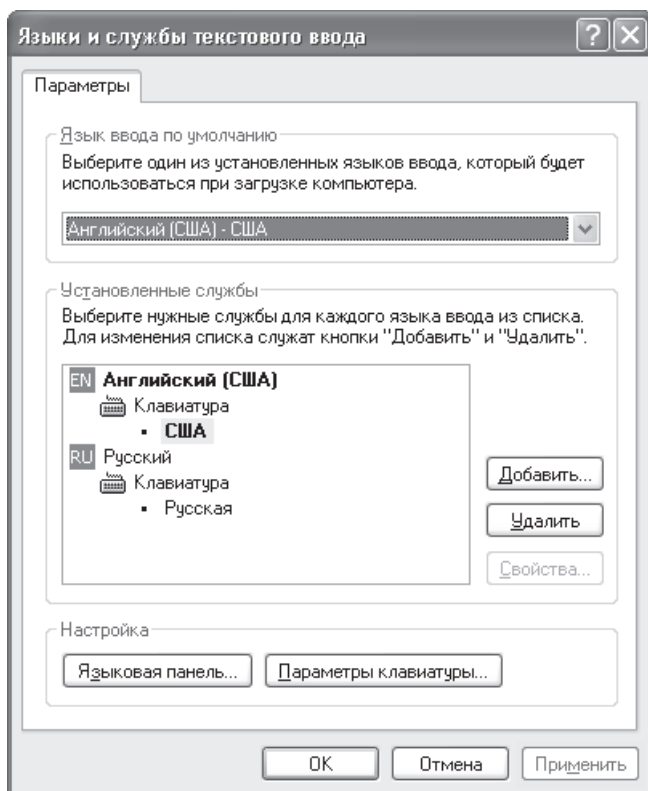 Языки и службы текстового ввода
Параметры
Язык ввода по умолчанию
Выберите один из установленных языков ввода, который будет
использоваться при загрузке компьютера.
Английский (США) - США
Установленные службы
Выберите нужные службы для каждого языка ввода из списка.
Для изменения списка служат кнопки "Добавить" и "Удалить".
EN Английский (США)
Клавиатура
• США
RU Русский
Клавиатура
• Русская
Добавить...
Удалить
Свойства...
Настройка
Языковая панель... Параметры клавиатуры...
ОК Отмена Применить